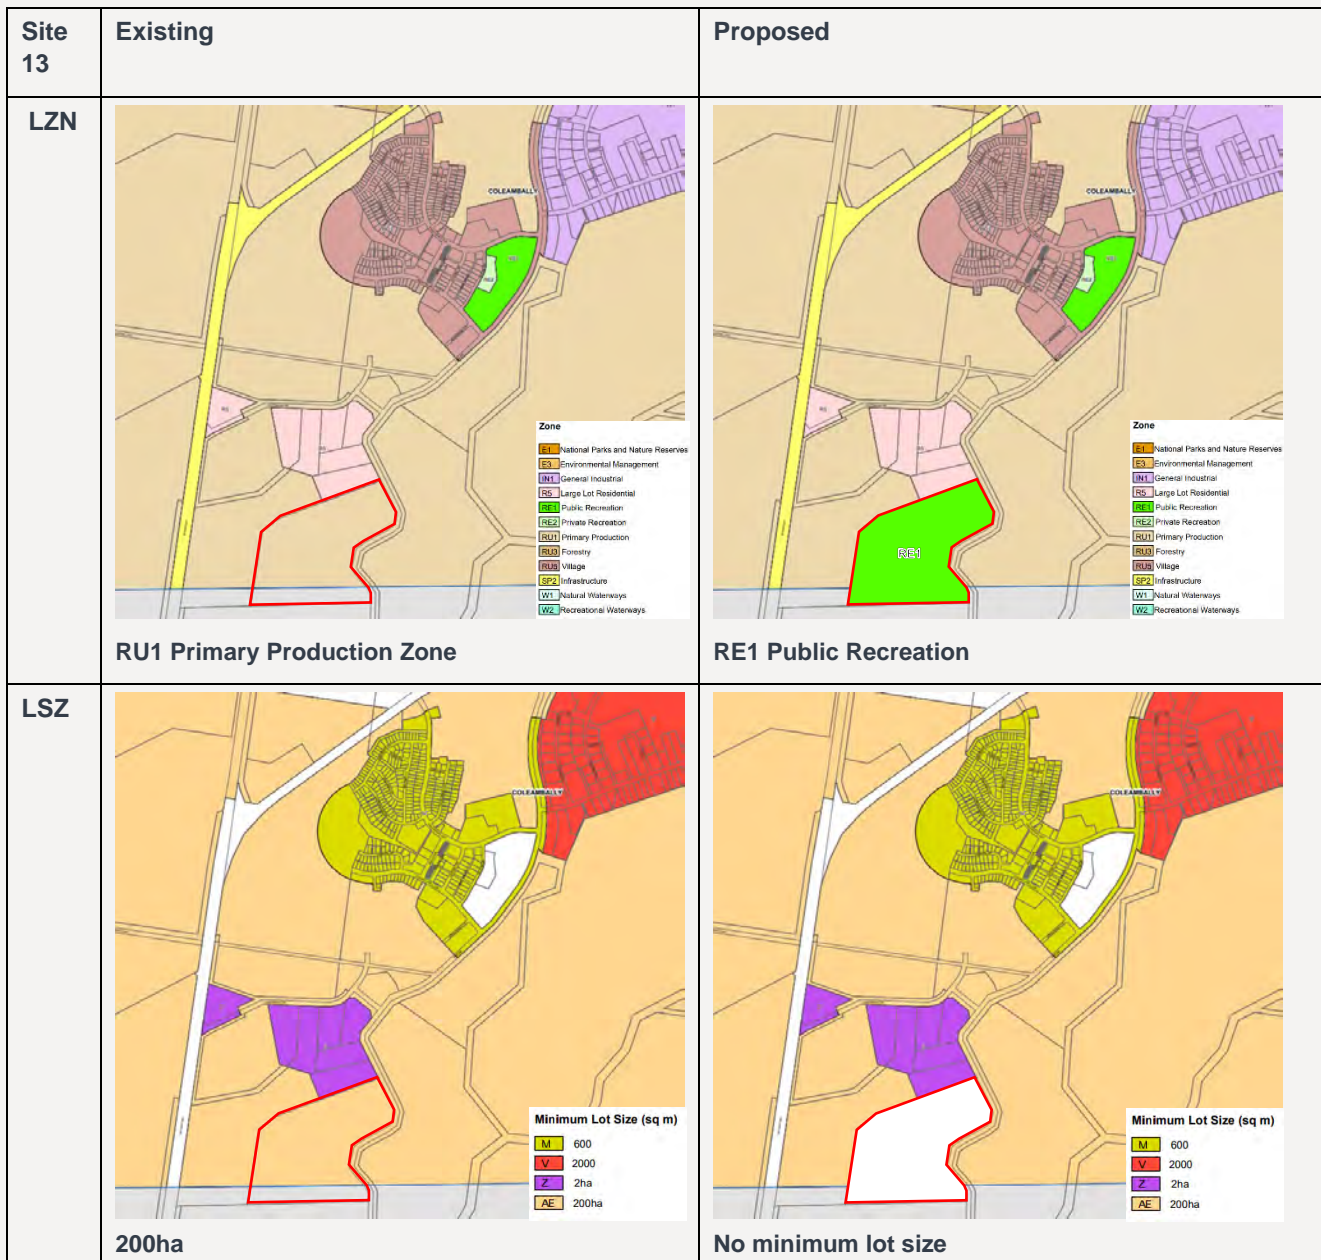 Site 13
Existing
Proposed
LZN
COLEAMBALLY
RE2
R5
Zone
E1 National Parks and Nature Reserves
E3 Environmental Management
IN1 General Industrial
R5 Large Lot Residential
RE1 Public Recreation
RE2 Private Recreation
RU1 Primary Production
RU3 Forestry
RU5 Village
SP2 Infrastructure
W1 Natural Waterways
W2 Recreational Waterways
RU1 Primary Production Zone
COLEAMBALLY
RE2
R5
RE1
Zone
E1 National Parks and Nature Reserves
E3 Environmental Management
IN1 General Industrial
R5 Large Lot Residential
RE1 Public Recreation
RE2 Private Recreation
RU1 Primary Production
RU3 Forestry
RU5 Village
SP2 Infrastructure
W1 Natural Waterways
W2 Recreational Waterways
RE1 Public Recreation
LSZ
COLEAMBALLY
Minimum Lot Size (sq m)
M 600
V 2000
Z 2ha
AE 200ha
200ha
COLEAMBALLY
Minimum Lot Size (sq m)
M 600
V 2000
Z 2ha
AE 200ha
No minimum lot size